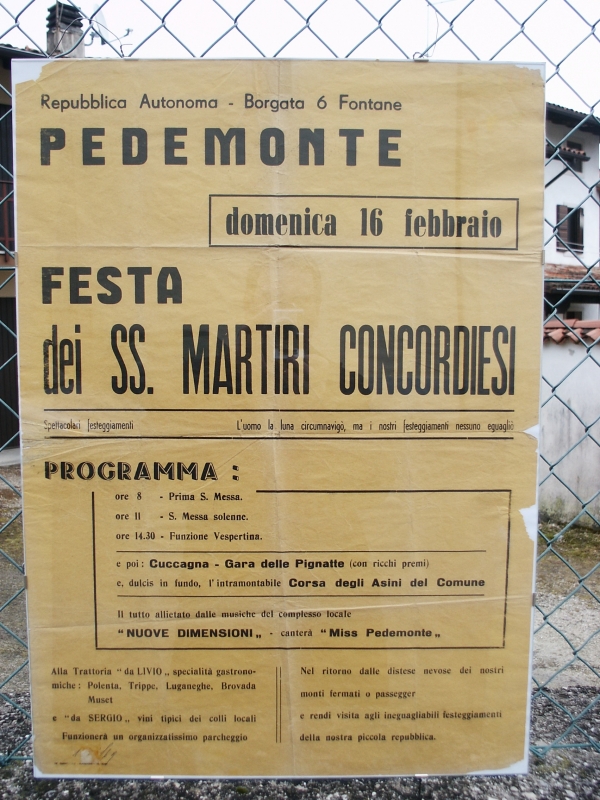 Repubblica Autonoma - Borgata 6 Fontane
PEDEMONTE
domenica 16 febbraio
FESTA
dei SS. MARTIRI CONCORDIESI
Spettacolari festeggiamenti L'uomo la luna circumnavigò, ma i nostri festeggiamenti nessuno eguagliò
PROGRAMMA :
ore 8 - Prima S. Messa.
ore 11 - S. Messa solenne.
ore 14.30 - Funzione Vespertina.
e poi: Cuccagna - Gara delle Pignatte (con ricchi premi)
e, dulcis in fundo, l'intramontabile Corsa degli Asini del Comune
Il tutto allietato dalle musiche del complesso locale
"NUOVE DIMENSIONI„ - canterà "Miss Pedemonte„
Alla Trattoria "da LIVIO„ specialità gastrono-
miche: Polenta, Trippe, Luganeghe, Brovada
Muset
e "da SERGIO„ vini tipici dei colli locali
Funzionerà un organizzatissimo parcheggio
Nel ritorno dalle distese nevose dei nostri
monti fermati o passegger
e rendi visita agli ineguagliabili festeggiamenti
della nostra piccola repubblica.